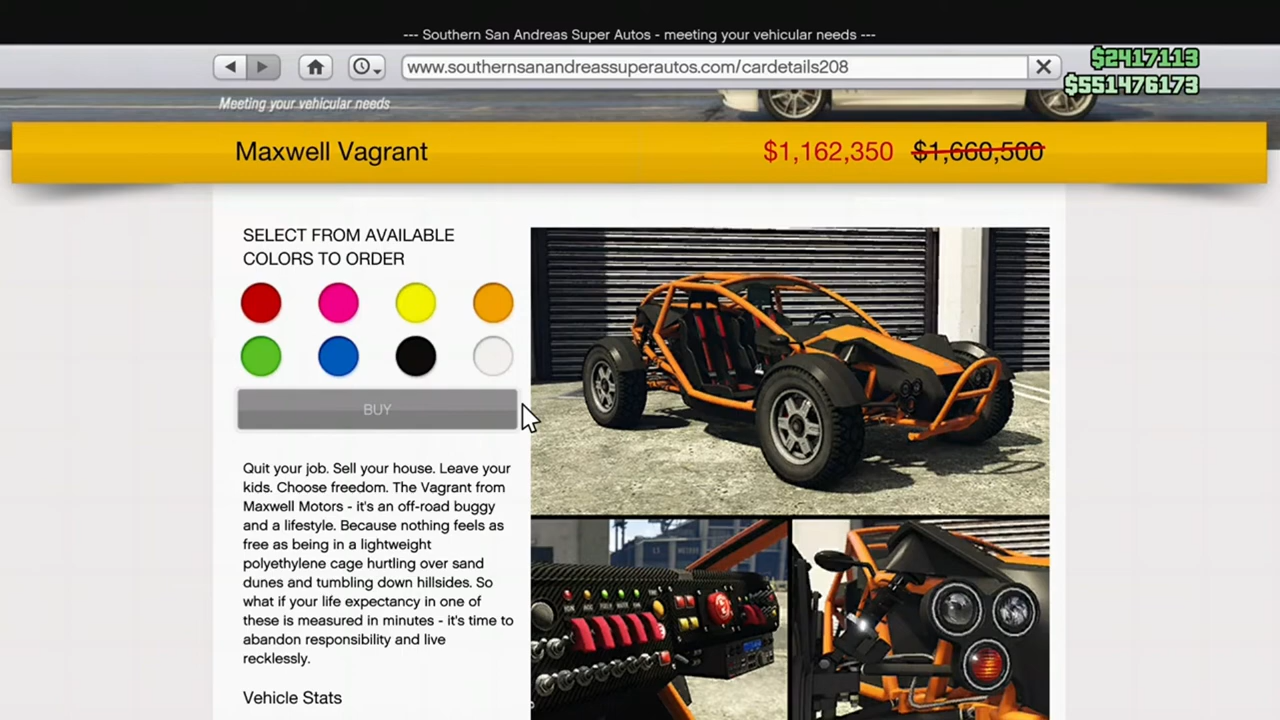 --- Southern San Andreas Super Autos - meeting your vehicular needs ---
www.southernsanandreassuperautos.com/cardetails208
$2417113
$551476173
Meeting your vehicular needs
Maxwell Vagrant
$1,162,350 $1,660,500
SELECT FROM AVAILABLE
COLORS TO ORDER
BUY
Quit your job. Sell your house. Leave your
kids. Choose freedom. The Vagrant from
Maxwell Motors - it's an off-road buggy
and a lifestyle. Because nothing feels as
free as being in a lightweight
polyethylene cage hurtling over sand
dunes and tumbling down hillsides. So
what if your life expectancy in one of
these is measured in minutes - it's time to
abandon responsibility and live
recklessly.
Vehicle Stats